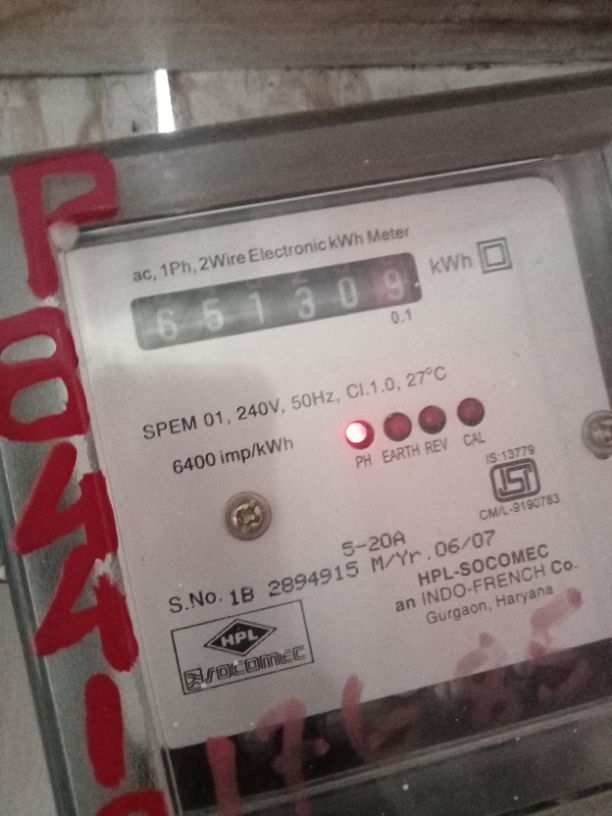 ac, 1Ph, 2Wire Electronic kWh Meter
651309 kWh
0.1
SPEM 01, 240V, 50Hz, Cl.1.0, 27°C
6400 imp/kWh
PH EARTH REV CAL
IS:13779
ISI
CM/L-9190783
5-20A
S.No. 1B 2894915 M/Yr.06/07
HPL-SOCOMEC
an INDO-FRENCH Co.
Gurgaon, Haryana
HPL
SOCOMEC
P8441